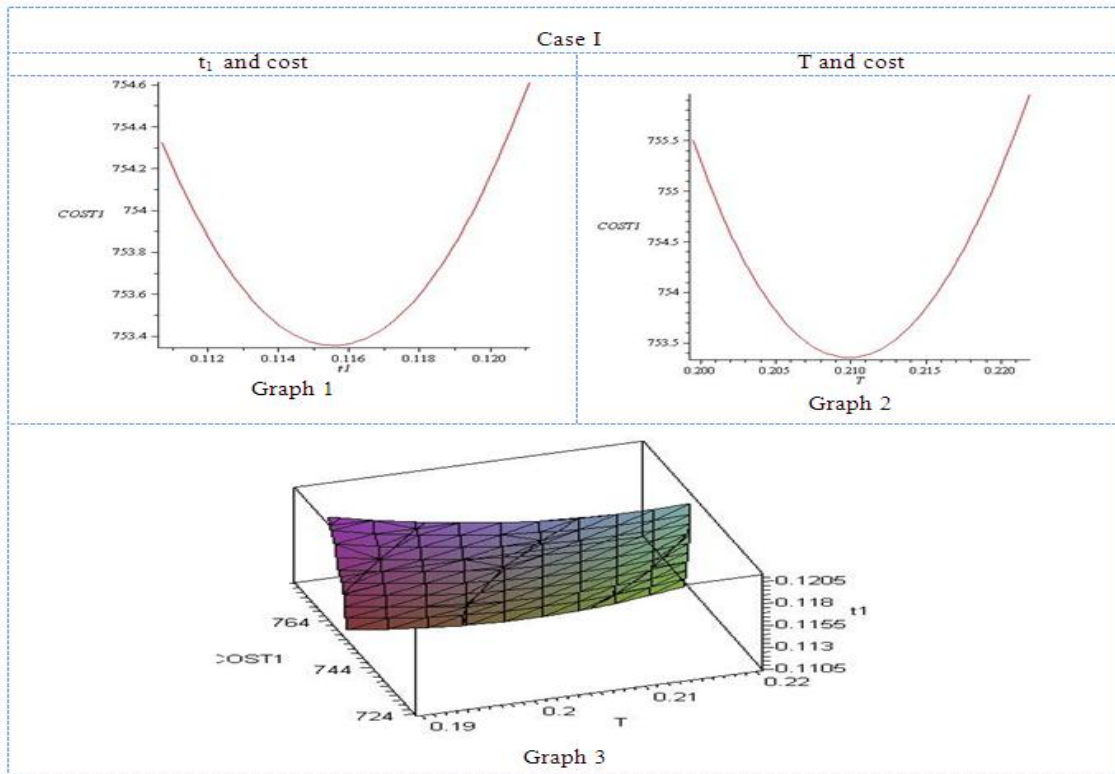 Case I
t₁ and cost
T and cost
754.6
754.4
754.2
COST1
754
753.8
753.6
753.4
0.112
0.114
0.116
0.118
0.120
t1
Graph 1
755.5
755
COST1
754.5
754
753.5
0.200
0.205
0.210
0.215
0.220
T
Graph 2
764
COST1
744
724
0.19
0.2
T
0.21
0.22
0.1205
0.118
t1
0.1155
0.113
0.1105
Graph 3